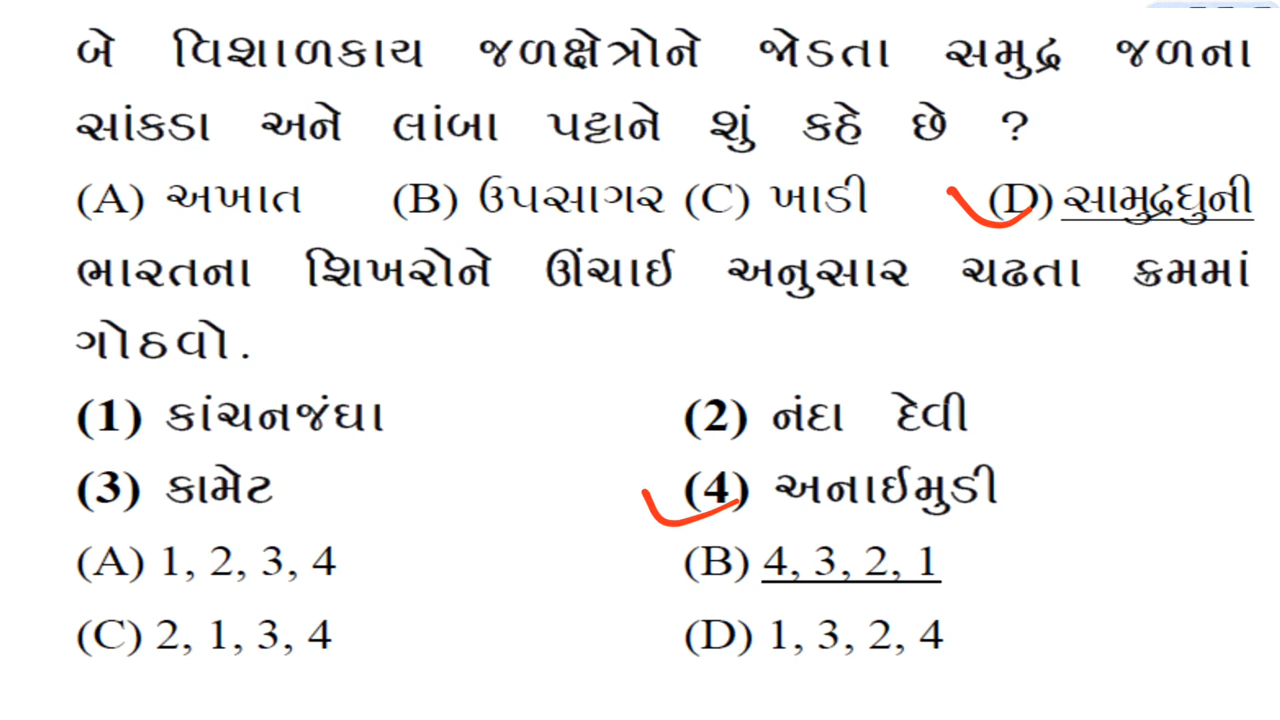 બે વિશાળકાય જળક્ષેત્રોને જોડતા સમુદ્ર જળના
સાંકડા અને લાંબા પટ્ટાને શું કહે છે ?
(A) અખાત (B) ઉપસાગર (C) ખાડી (D) સામુદ્રધુની
ભારતના શિખરોને ઊંચાઈ અનુસાર ચઢતા ક્રમમાં
ગોઠવો.
(1) કાંચનજંઘા (2) નંદા દેવી
(3) કામેટ (4) અનાઈમુડી
(A) 1, 2, 3, 4 (B) 4, 3, 2, 1
(C) 2, 1, 3, 4 (D) 1, 3, 2, 4